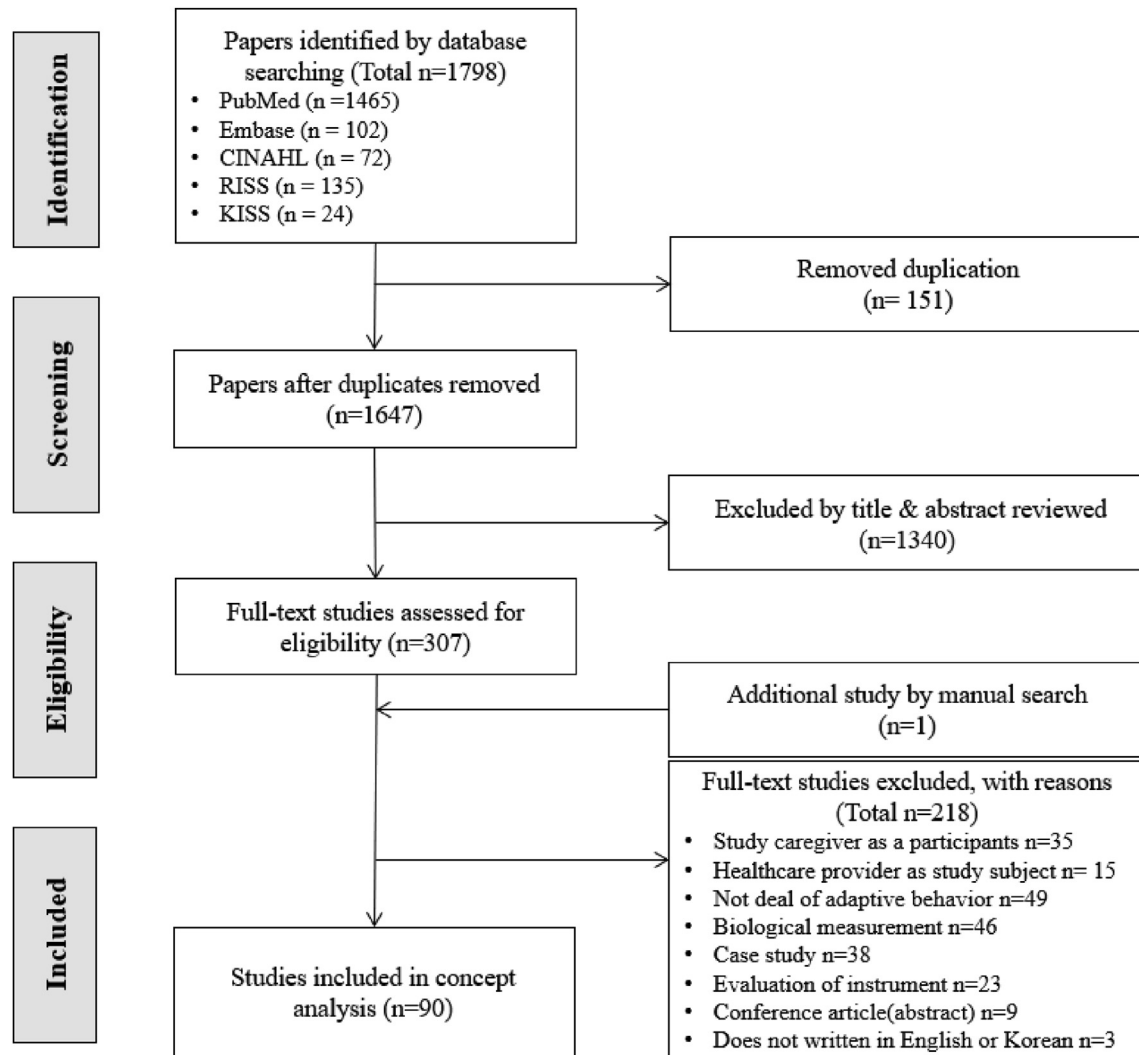 Identification
Papers identified by database
searching (Total n=1798)
• PubMed (n =1465)
• Embase (n = 102)
• CINAHL (n = 72)
• RISS (n = 135)
• KISS (n = 24)
Removed duplication
(n= 151)
Screening
Papers after duplicates removed
(n=1647)
Excluded by title & abstract reviewed
(n=1340)
Eligibility
Full-text studies assessed for
eligibility (n=307)
Additional study by manual search
(n=1)
Included
Full-text studies excluded, with reasons
(Total n=218)
• Study caregiver as a participants n=35
• Healthcare provider as study subject n= 15
• Not deal of adaptive behavior n=49
• Biological measurement n=46
• Case study n=38
• Evaluation of instrument n=23
• Conference article(abstract) n=9
• Does not written in English or Korean n=3
Studies included in concept
analysis (n=90)